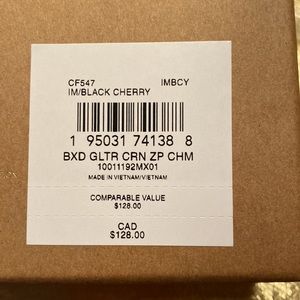 CF547 IMBCY
IM/BLACK CHERRY
1 95031 74138 8
BXD GLTR CRN ZP CHM
10011192MX01
MADE IN VIETNAM/VIETNAM
COMPARABLE VALUE
$128.00
CAD
$128.00